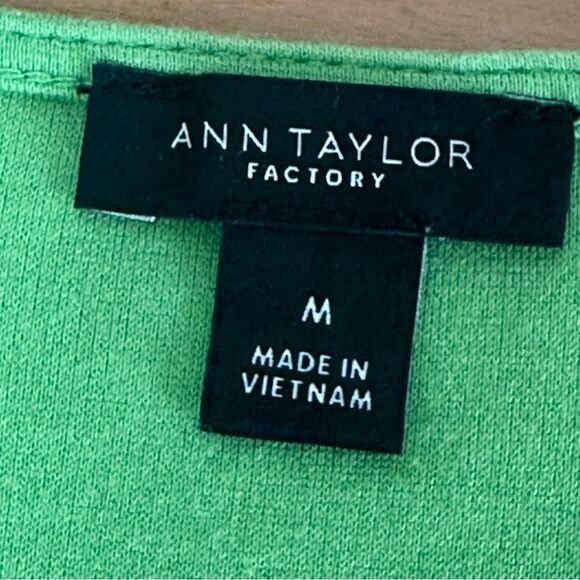 ANN TAYLOR
FACTORY
M
MADE IN
VIETNAM